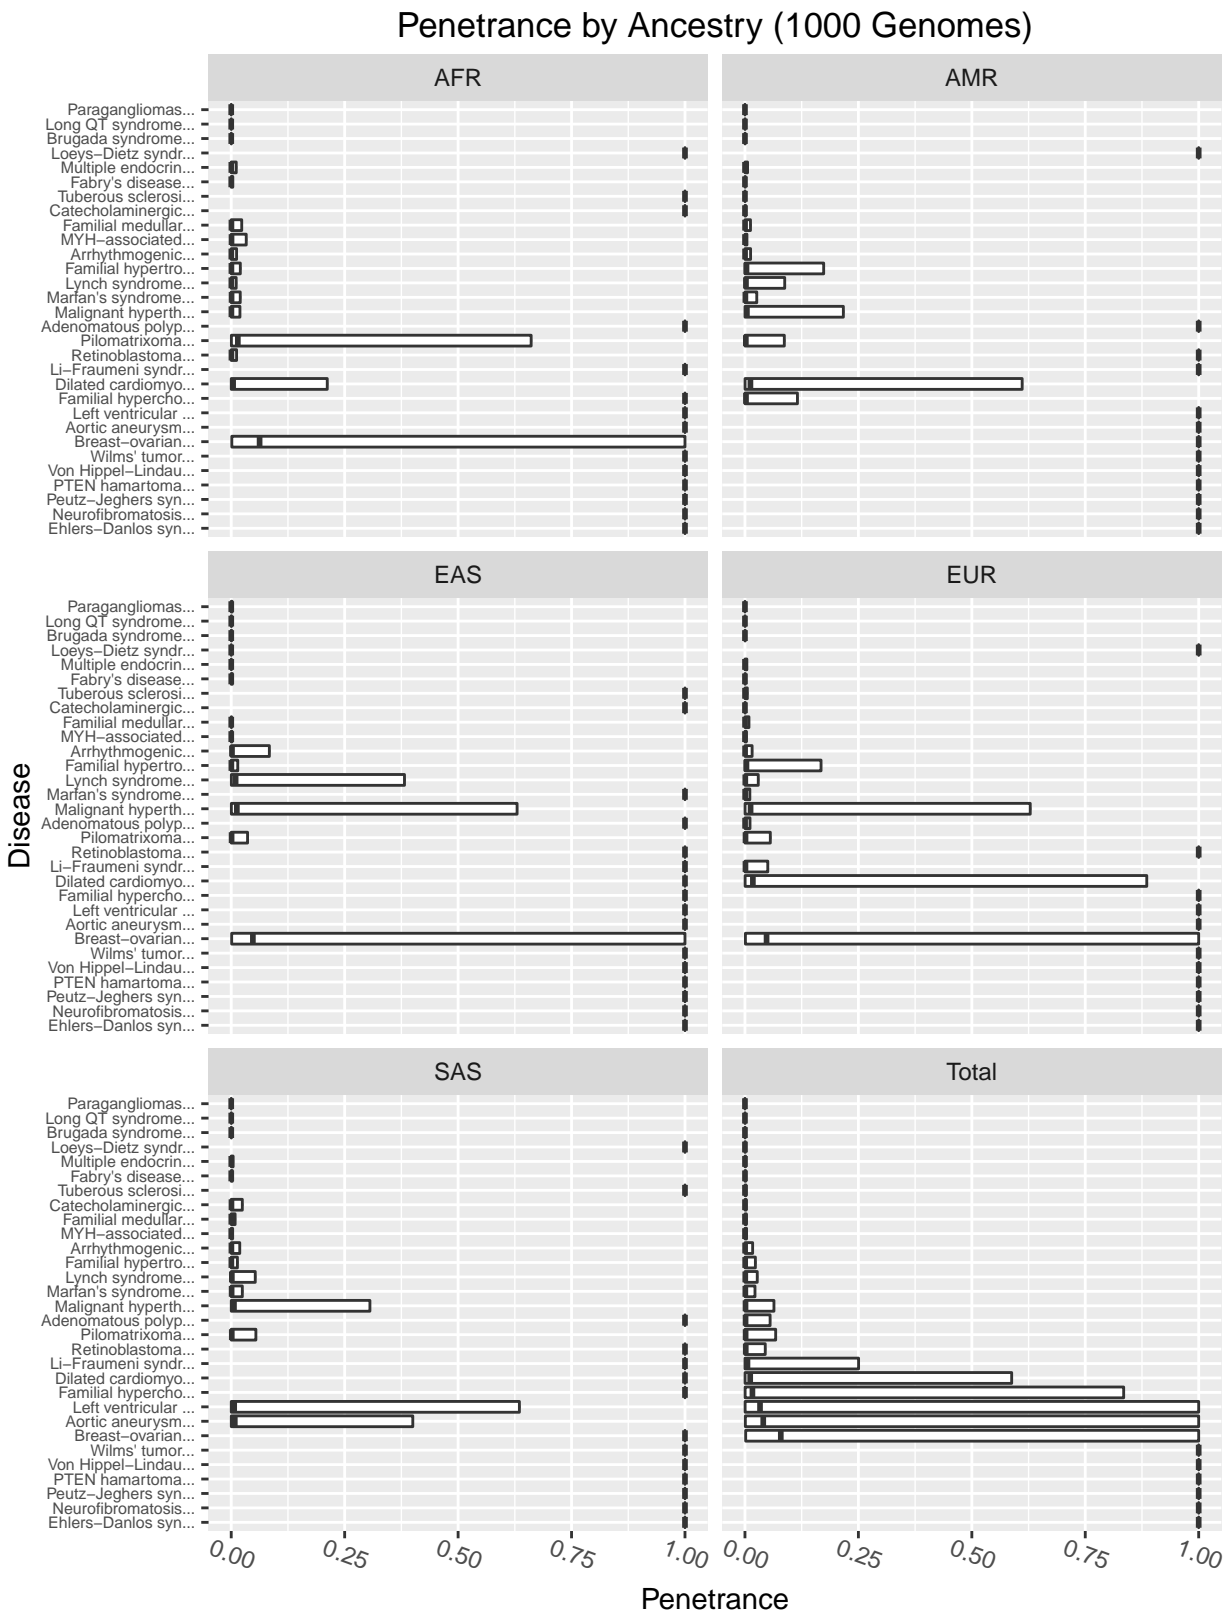 Penetrance by Ancestry (1000 Genomes)
AFR
AMR
Paragangliomas...
Long QT syndrome...
Brugada syndrome...
Loeys−Dietz syndr...
Multiple endocrin...
Fabry's disease...
Tuberous sclerosi...
Catecholaminergic...
Familial medullar...
MYH−associated...
Arrhythmogenic...
Familial hypertro...
Lynch syndrome...
Marfan's syndrome...
Malignant hyperth...
Adenomatous polyp...
Pilomatrixoma...
Retinoblastoma...
Li−Fraumeni syndr...
Dilated cardiomyo...
Familial hypercho...
Left ventricular ...
Aortic aneurysm...
Breast−ovarian...
Wilms' tumor...
Von Hippel−Lindau...
PTEN hamartoma...
Peutz−Jeghers syn...
Neurofibromatosis...
Ehlers−Danlos syn...
EAS
EUR
Paragangliomas...
Long QT syndrome...
Brugada syndrome...
Loeys−Dietz syndr...
Multiple endocrin...
Fabry's disease...
Tuberous sclerosi...
Catecholaminergic...
Familial medullar...
MYH−associated...
Arrhythmogenic...
Familial hypertro...
Lynch syndrome...
Marfan's syndrome...
Malignant hyperth...
Adenomatous polyp...
Pilomatrixoma...
Retinoblastoma...
Li−Fraumeni syndr...
Dilated cardiomyo...
Familial hypercho...
Left ventricular ...
Aortic aneurysm...
Breast−ovarian...
Wilms' tumor...
Von Hippel−Lindau...
PTEN hamartoma...
Peutz−Jeghers syn...
Neurofibromatosis...
Ehlers−Danlos syn...
Disease
SAS
Total
Paragangliomas...
Long QT syndrome...
Brugada syndrome...
Loeys−Dietz syndr...
Multiple endocrin...
Fabry's disease...
Tuberous sclerosi...
Catecholaminergic...
Familial medullar...
MYH−associated...
Arrhythmogenic...
Familial hypertro...
Lynch syndrome...
Marfan's syndrome...
Malignant hyperth...
Adenomatous polyp...
Pilomatrixoma...
Retinoblastoma...
Li−Fraumeni syndr...
Dilated cardiomyo...
Familial hypercho...
Left ventricular ...
Aortic aneurysm...
Breast−ovarian...
Wilms' tumor...
Von Hippel−Lindau...
PTEN hamartoma...
Peutz−Jeghers syn...
Neurofibromatosis...
Ehlers−Danlos syn...
0.00 0.25 0.50 0.75 1.00 0.00 0.25 0.50 0.75 1.00
Penetrance